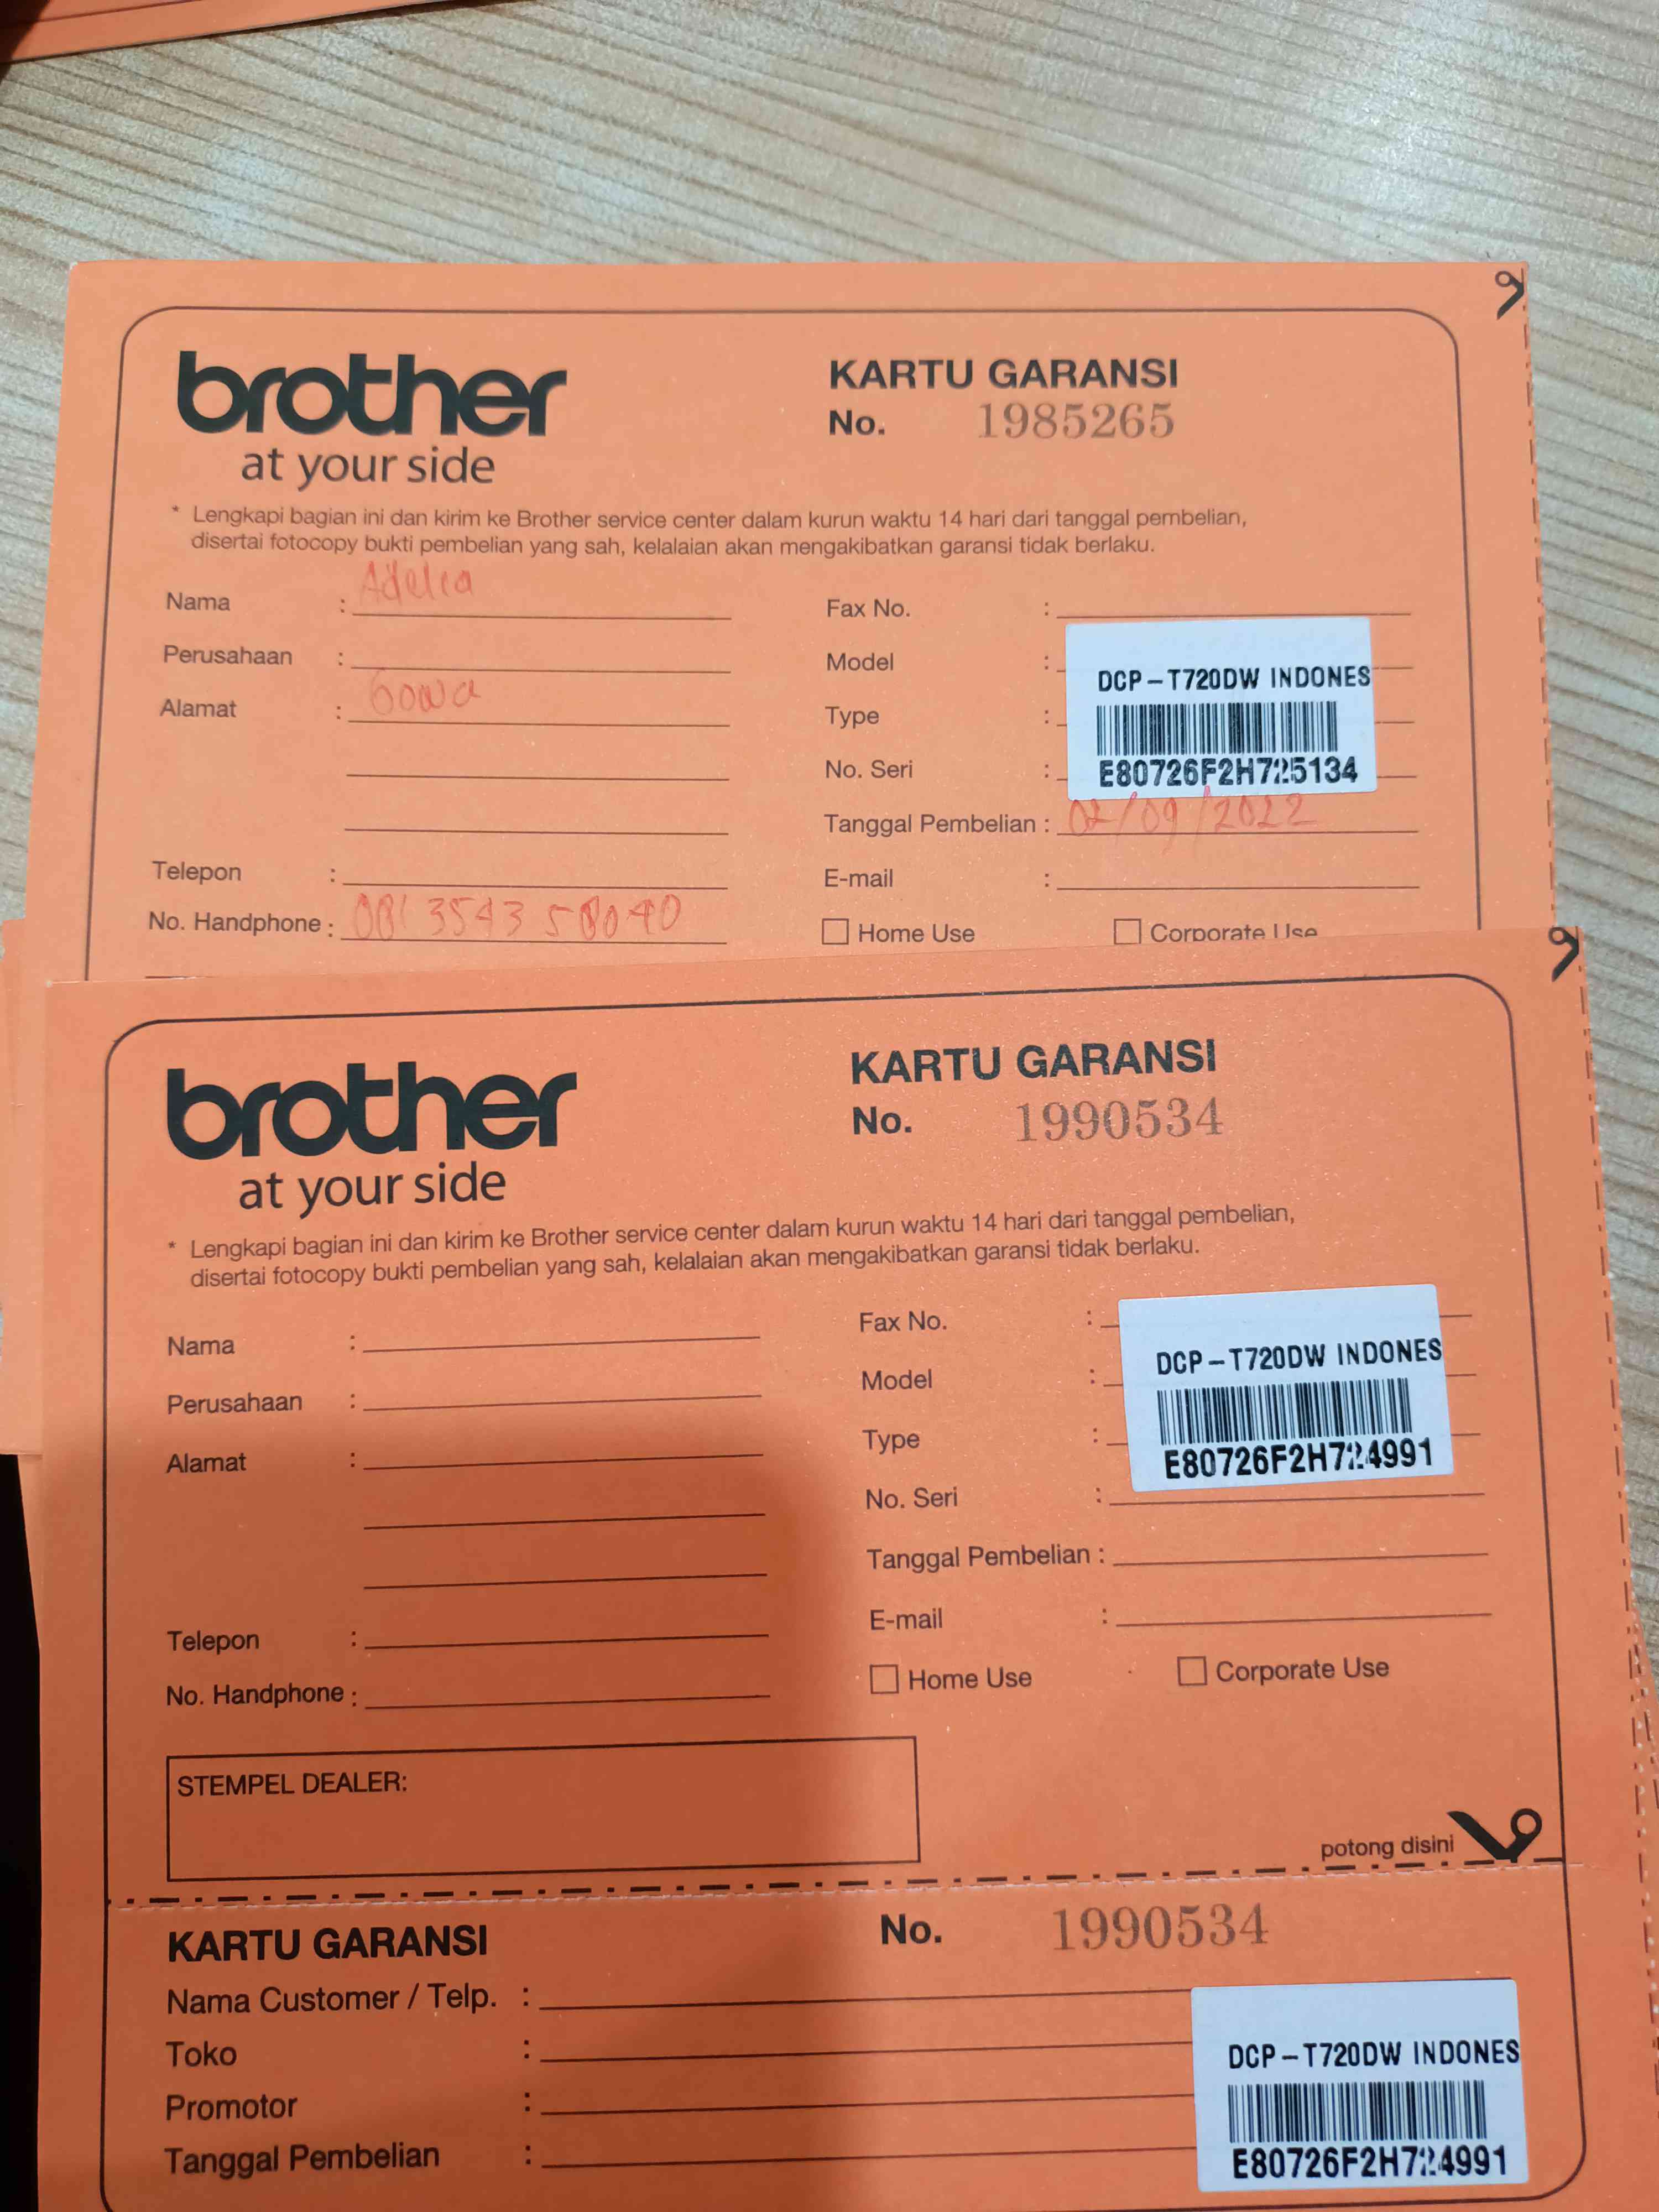 brother
at your side
KARTU GARANSI
No. 1985265
* Lengkapi bagian ini dan kirim ke Brother service center dalam kurun waktu 14 hari dari tanggal pembelian,
disertai fotocopy bukti pembelian yang sah, kelalaian akan mengakibatkan garansi tidak berlaku.
Nama : Adelia
Perusahaan :
Alamat : Gowa
Telepon :
No. Handphone : 081 3543 58040
Fax No. :
Model : DCP-T720DW INDONES
Type :
No. Seri : E80726F2H725134
Tanggal Pembelian : 02/09/2022
E-mail :
Home Use Corporate Use
brother
at your side
KARTU GARANSI
No. 1990534
* Lengkapi bagian ini dan kirim ke Brother service center dalam kurun waktu 14 hari dari tanggal pembelian,
disertai fotocopy bukti pembelian yang sah, kelalaian akan mengakibatkan garansi tidak berlaku.
Nama :
Perusahaan :
Alamat :
Telepon :
No. Handphone :
Fax No. :
Model : DCP-T720DW INDONES
Type :
E80726F2H724991
No. Seri :
Tanggal Pembelian :
E-mail :
Home Use Corporate Use
STEMPEL DEALER:
potong disini
KARTU GARANSI
No. 1990534
Nama Customer / Telp. :
Toko :
Promotor :
Tanggal Pembelian :
DCP-T720DW INDONES
E80726F2H724991